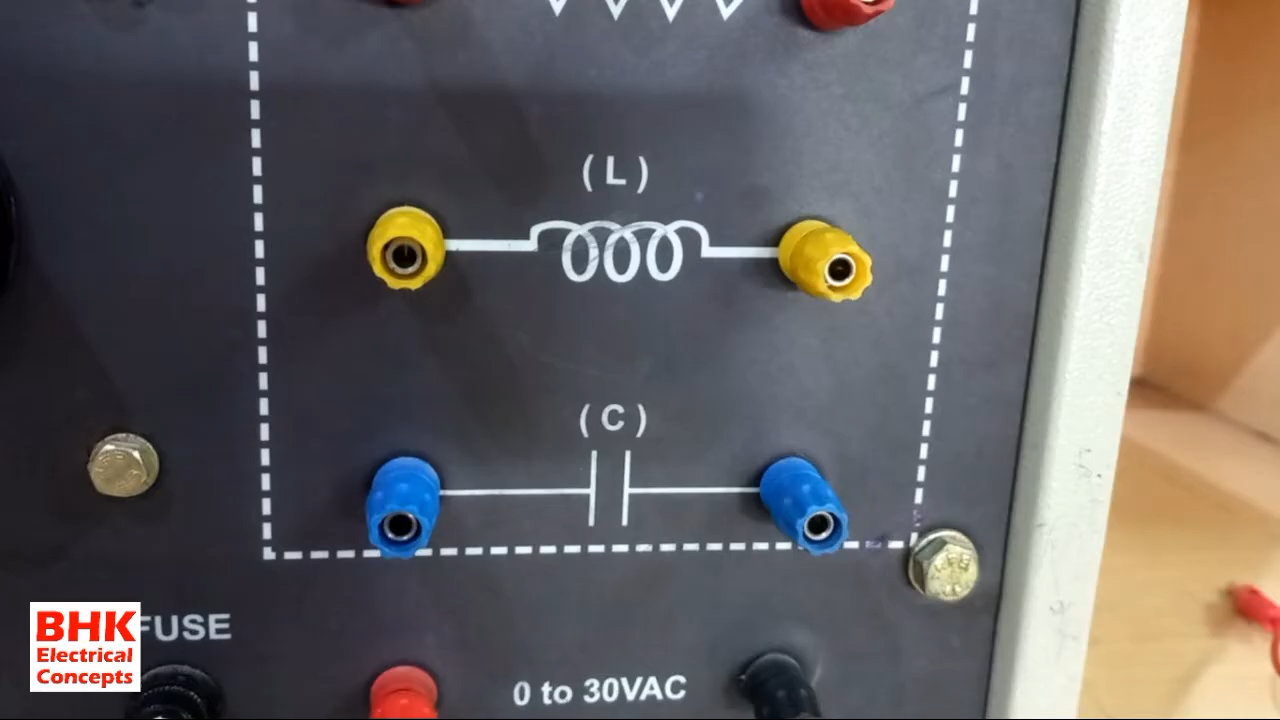 ( L )
( C )
FUSE
0 to 30VAC
BHK
Electrical
Concepts